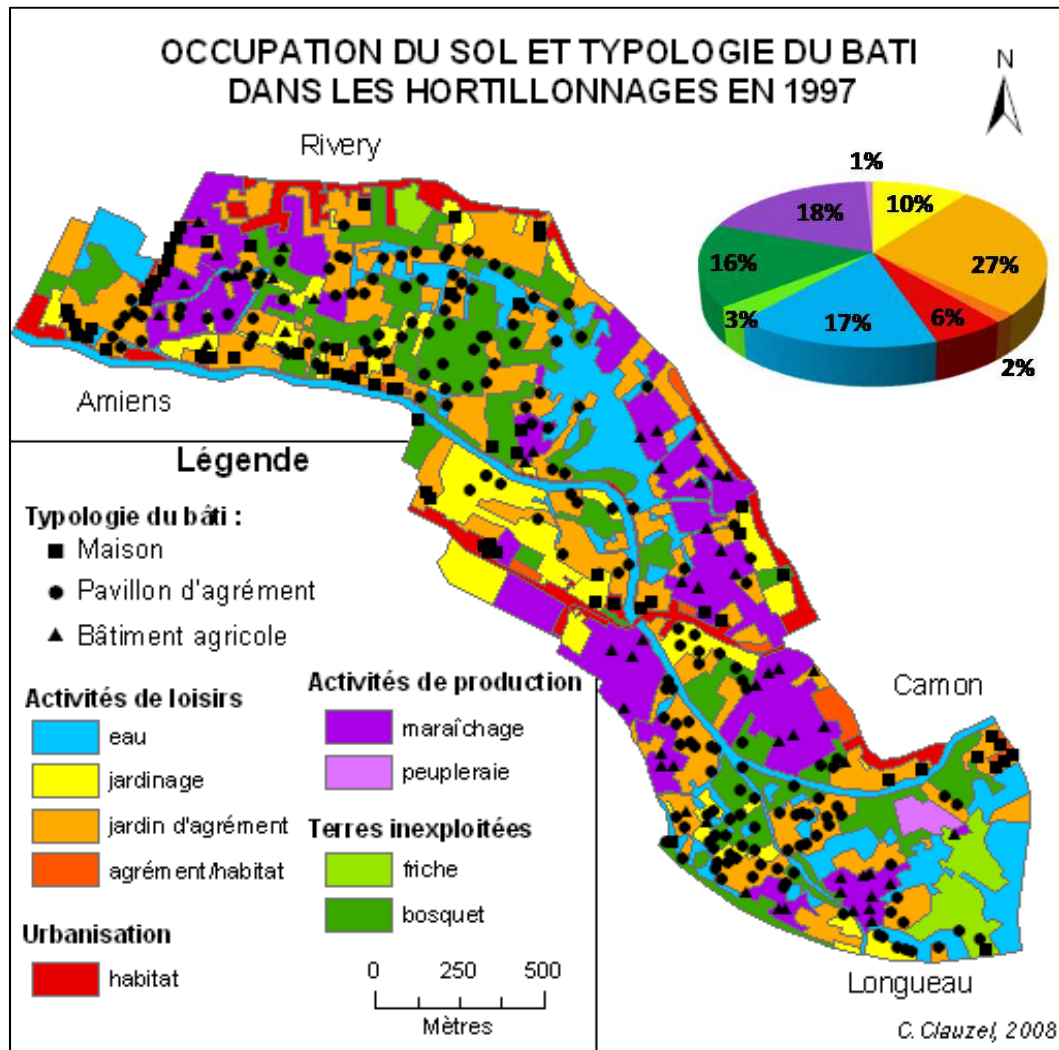 OCCUPATION DU SOL ET TYPOLOGIE DU BATI
DANS LES HORTILLONNAGES EN 1997
N
Rivery
1%
10%
18%
27%
16%
3%
17%
6%
2%
Amiens
Légende
Typologie du bâti :
Maison
Pavillon d'agrément
Bâtiment agricole
Activités de loisirs
eau
jardinage
jardin d'agrément
agrément/habitat
Urbanisation
habitat
Activités de production
maraîchage
peupleraie
Terres inexploitées
friche
bosquet
0 250 500
Mètres
Camon
Longueau
C. Clauzel, 2008